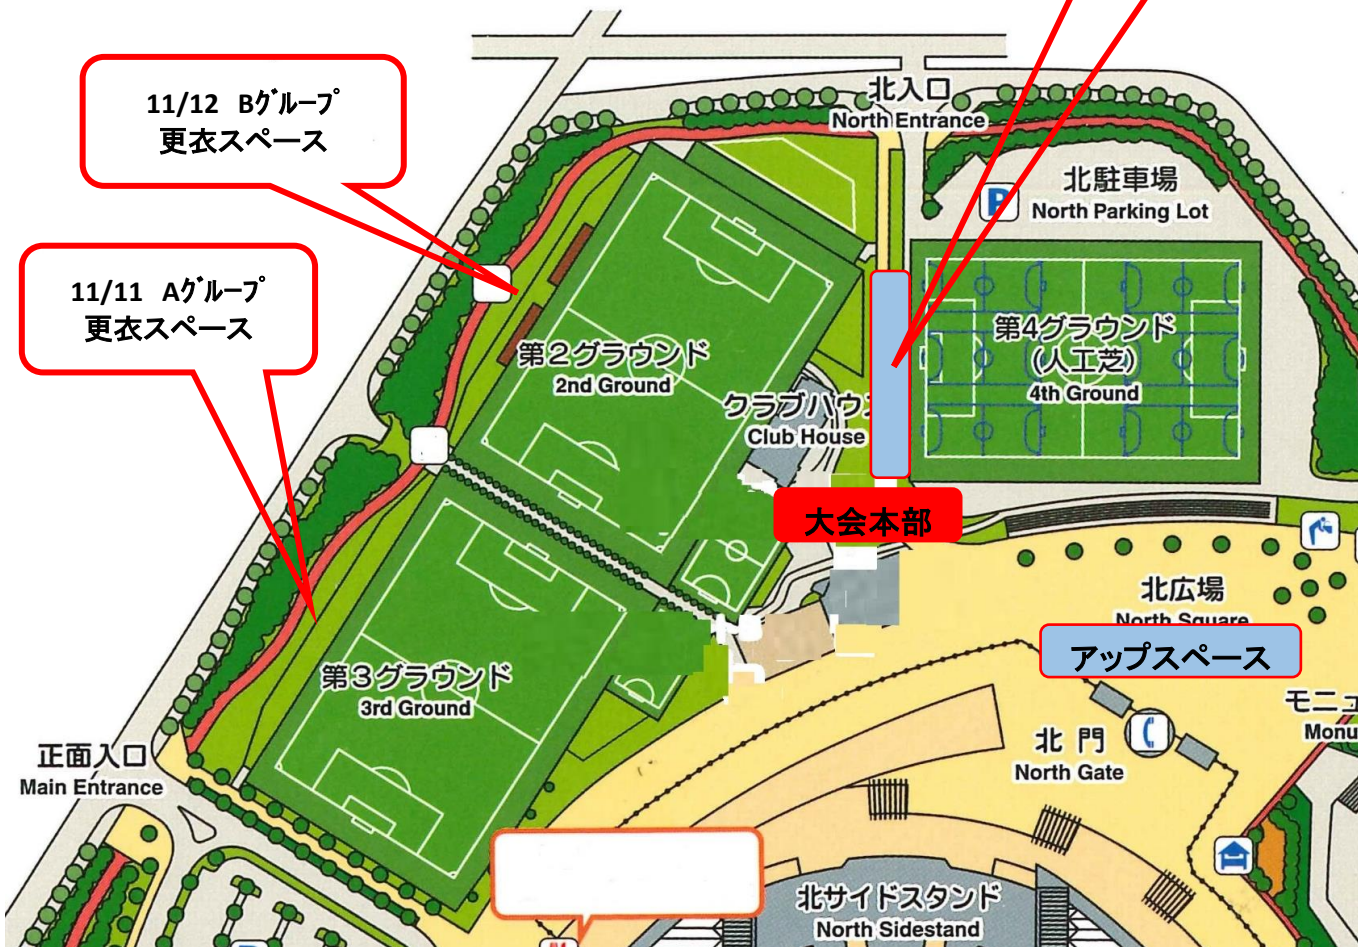 11/12 Bグループ
更衣スペース
11/11 Aグループ
更衣スペース
北入口
North Entrance
北駐車場
P
North Parking Lot
第2グラウンド
2nd Ground
第4グラウンド
(人工芝)
4th Ground
クラブハウ
Club House
大会本部
北広場
North Square
アップスペース
第3グラウンド
3rd Ground
正面入口
Main Entrance
北門
North Gate
モニュ
Monu
北サイドスタンド
North Sidestand